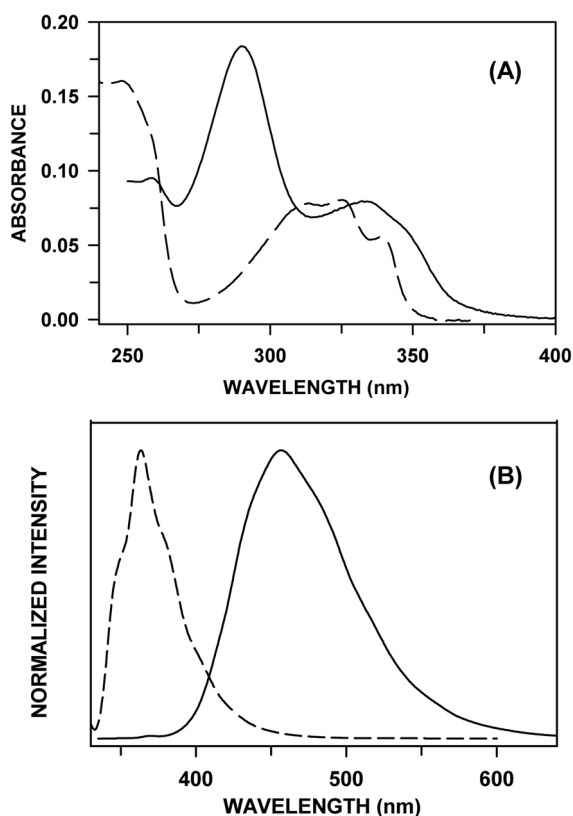 0.20
(A)
0.15
0.10
0.05
0.00
ABSORBANCE
250 300 350 400
WAVELENGTH (nm)
(B)
NORMALIZED INTENSITY
400 500 600
WAVELENGTH (nm)